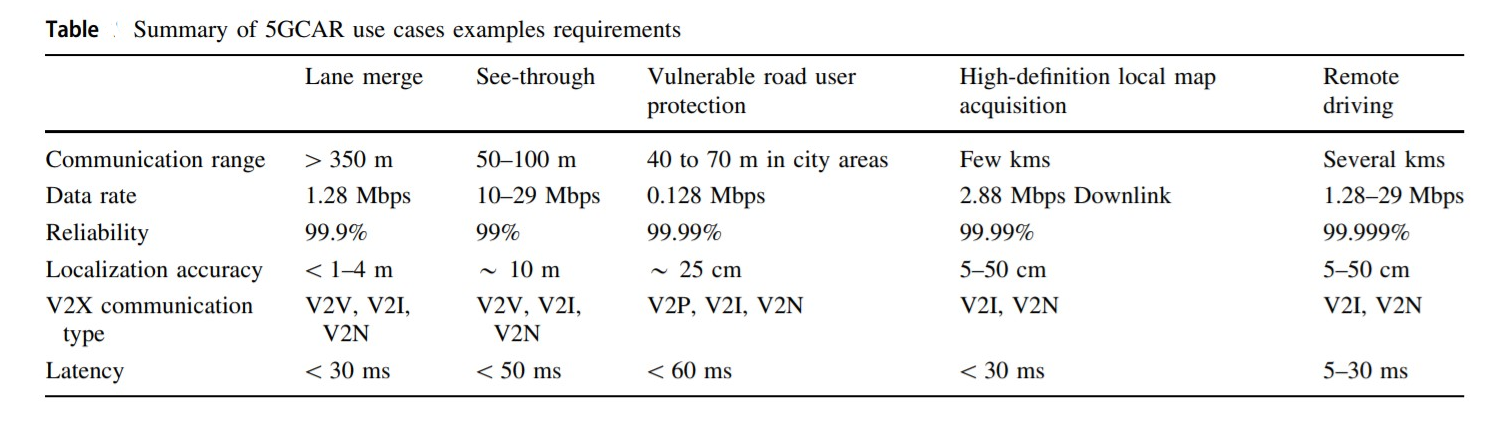 Table Summary of 5GCAR use cases examples requirements
Lane merge See-through Vulnerable road user protection High-definition local map acquisition Remote driving
Communication range > 350 m 50–100 m 40 to 70 m in city areas Few kms Several kms
Data rate 1.28 Mbps 10–29 Mbps 0.128 Mbps 2.88 Mbps Downlink 1.28–29 Mbps
Reliability 99.9% 99% 99.99% 99.99% 99.999%
Localization accuracy < 1–4 m ~ 10 m ~ 25 cm 5–50 cm 5–50 cm
V2X communication type V2V, V2I, V2N V2V, V2I, V2N V2P, V2I, V2N V2I, V2N V2I, V2N
Latency < 30 ms < 50 ms < 60 ms < 30 ms 5–30 ms